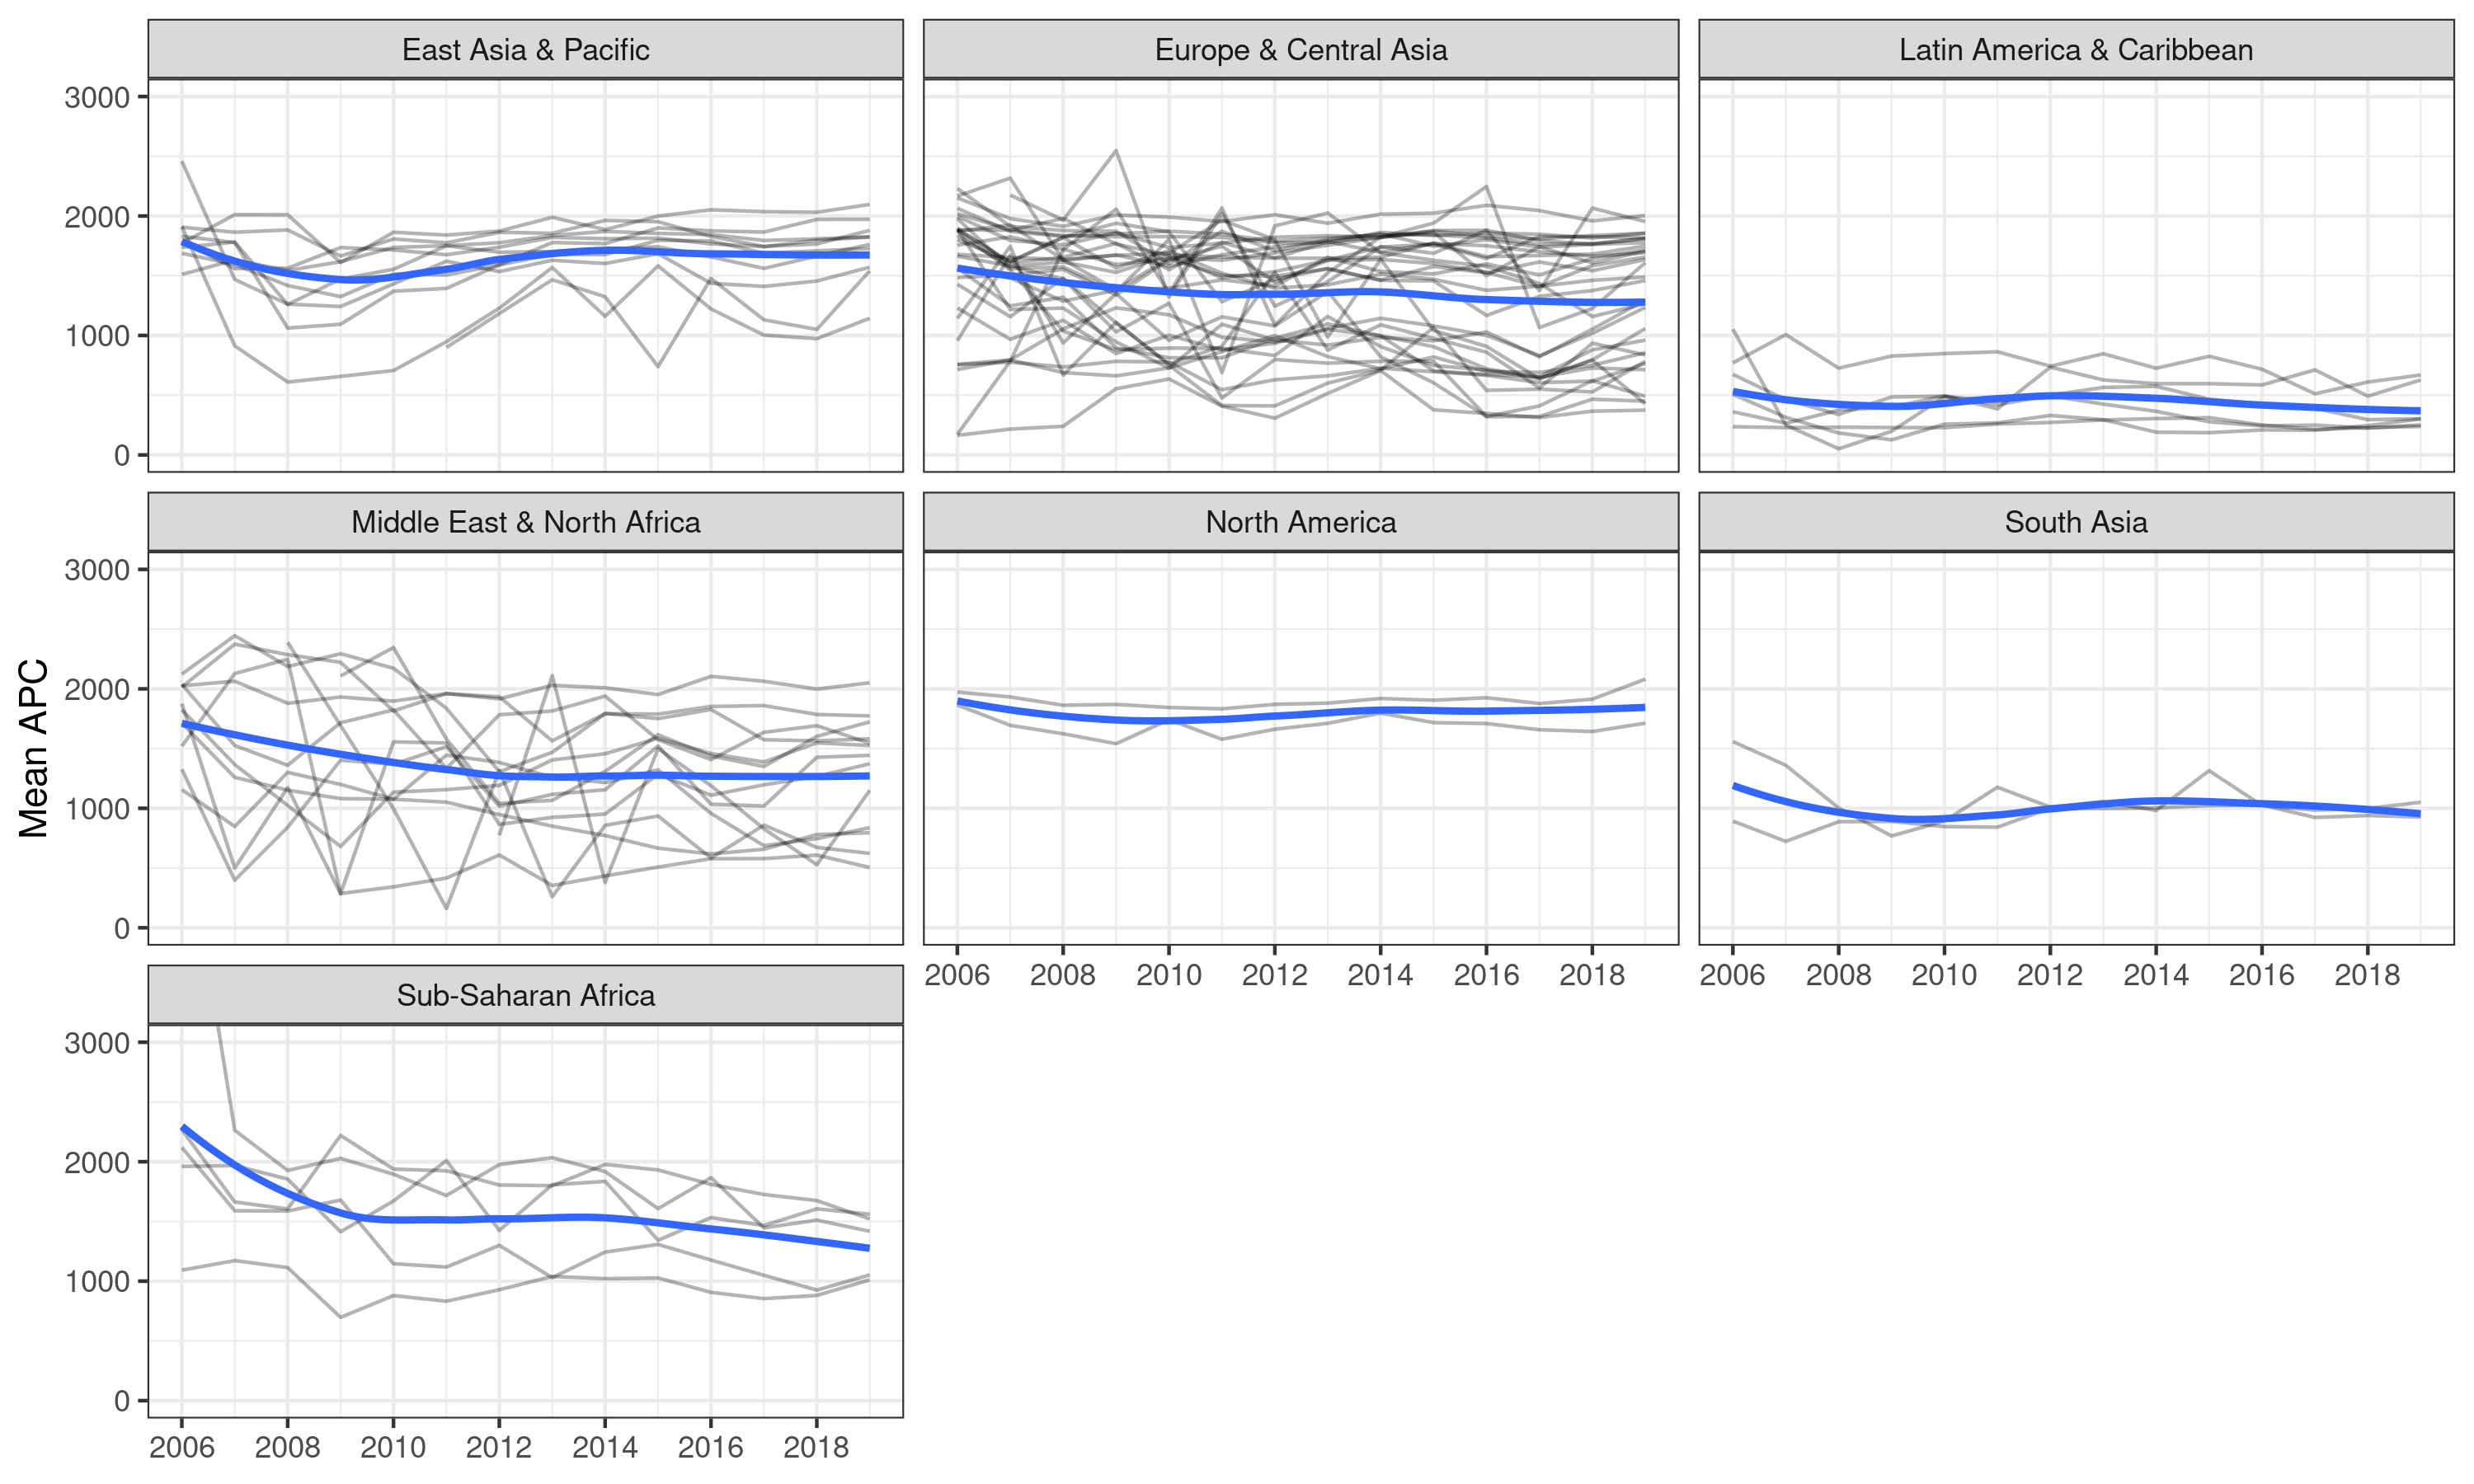 East Asia & Pacific
Europe & Central Asia
Latin America & Caribbean
3000
2000
1000
0
Middle East & North Africa
North America
South Asia
3000
2000
1000
0
Mean APC
2006 2008 2010 2012 2014 2016 2018
2006 2008 2010 2012 2014 2016 2018
Sub-Saharan Africa
3000
2000
1000
0
2006 2008 2010 2012 2014 2016 2018